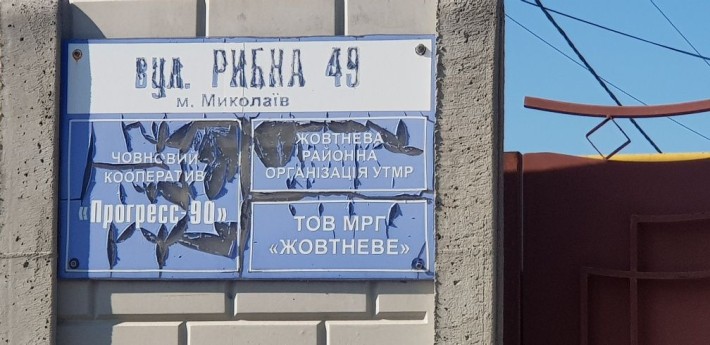 вул. РИБНА 49
м. Миколаїв
ЧОВНОВИЙ
КООПЕРАТИВ
«Прогресс-90»
ЖОВТНЕВА
РАЙОННА
ОРГАНІЗАЦІЯ УТМР
ТОВ МРГ
«ЖОВТНЕВЕ»